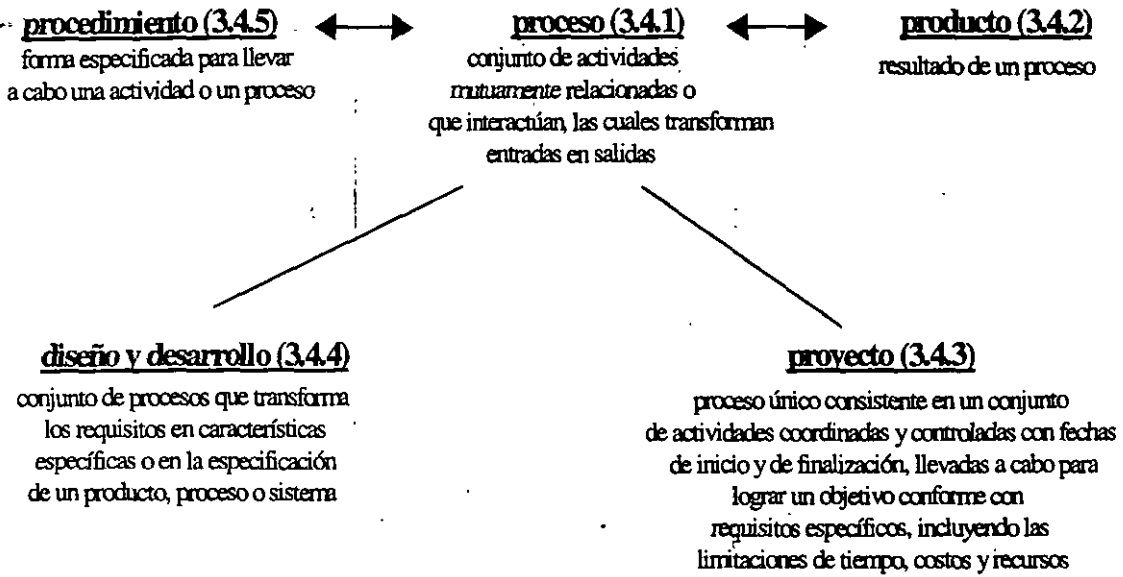 procedimiento (3.4.5)
forma especificada para llevar
a cabo una actividad o un proceso
proceso (3.4.1)
conjunto de actividades
mutuamente relacionadas o
que interactúan, las cuales transforman
entradas en salidas
producto (3.4.2)
resultado de un proceso
diseño y desarrollo (3.4.4)
conjunto de procesos que transforma
los requisitos en características
específicas o en la especificación
de un producto, proceso o sistema
proyecto (3.4.3)
proceso único consistente en un conjunto
de actividades coordinadas y controladas con fechas
de inicio y de finalización, llevadas a cabo para
lograr un objetivo conforme con
requisitos específicos, incluyendo las
limitaciones de tiempo, costos y recursos